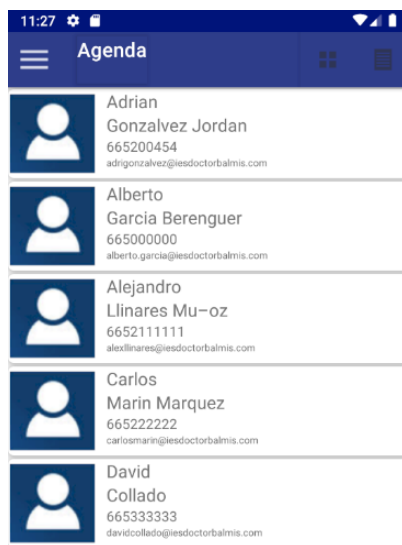 11:27
Agenda
Adrian
Gonzalvez Jordan
665200454
adrigonzalvez@iesdoctorbalmis.com
Alberto
Garcia Berenguer
665000000
alberto.garcia@iesdoctorbalmis.com
Alejandro
Llinares Mu–oz
6652111111
alexllinares@iesdoctorbalmis.com
Carlos
Marin Marquez
665222222
carlosmarin@iesdoctorbalmis.com
David
Collado
665333333
davidcollado@iesdoctorbalmis.com